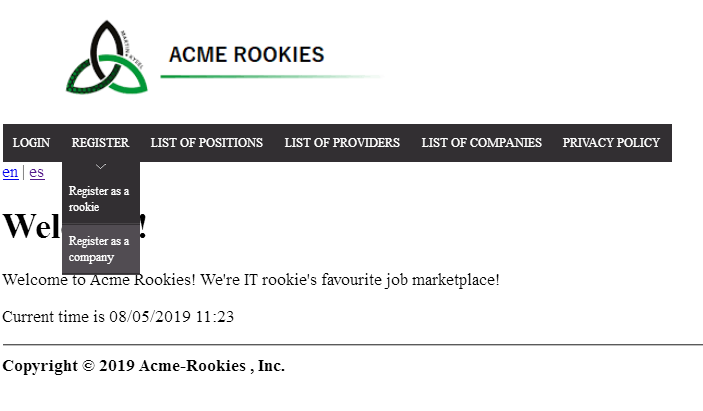 ACME ROOKIES
LOGIN REGISTER LIST OF POSITIONS LIST OF PROVIDERS LIST OF COMPANIES PRIVACY POLICY
en | es
Register as a
rookie
Register as a
company
Welcome to Acme Rookies! We're IT rookie's favourite job marketplace!
Current time is 08/05/2019 11:23
Copyright © 2019 Acme-Rookies , Inc.